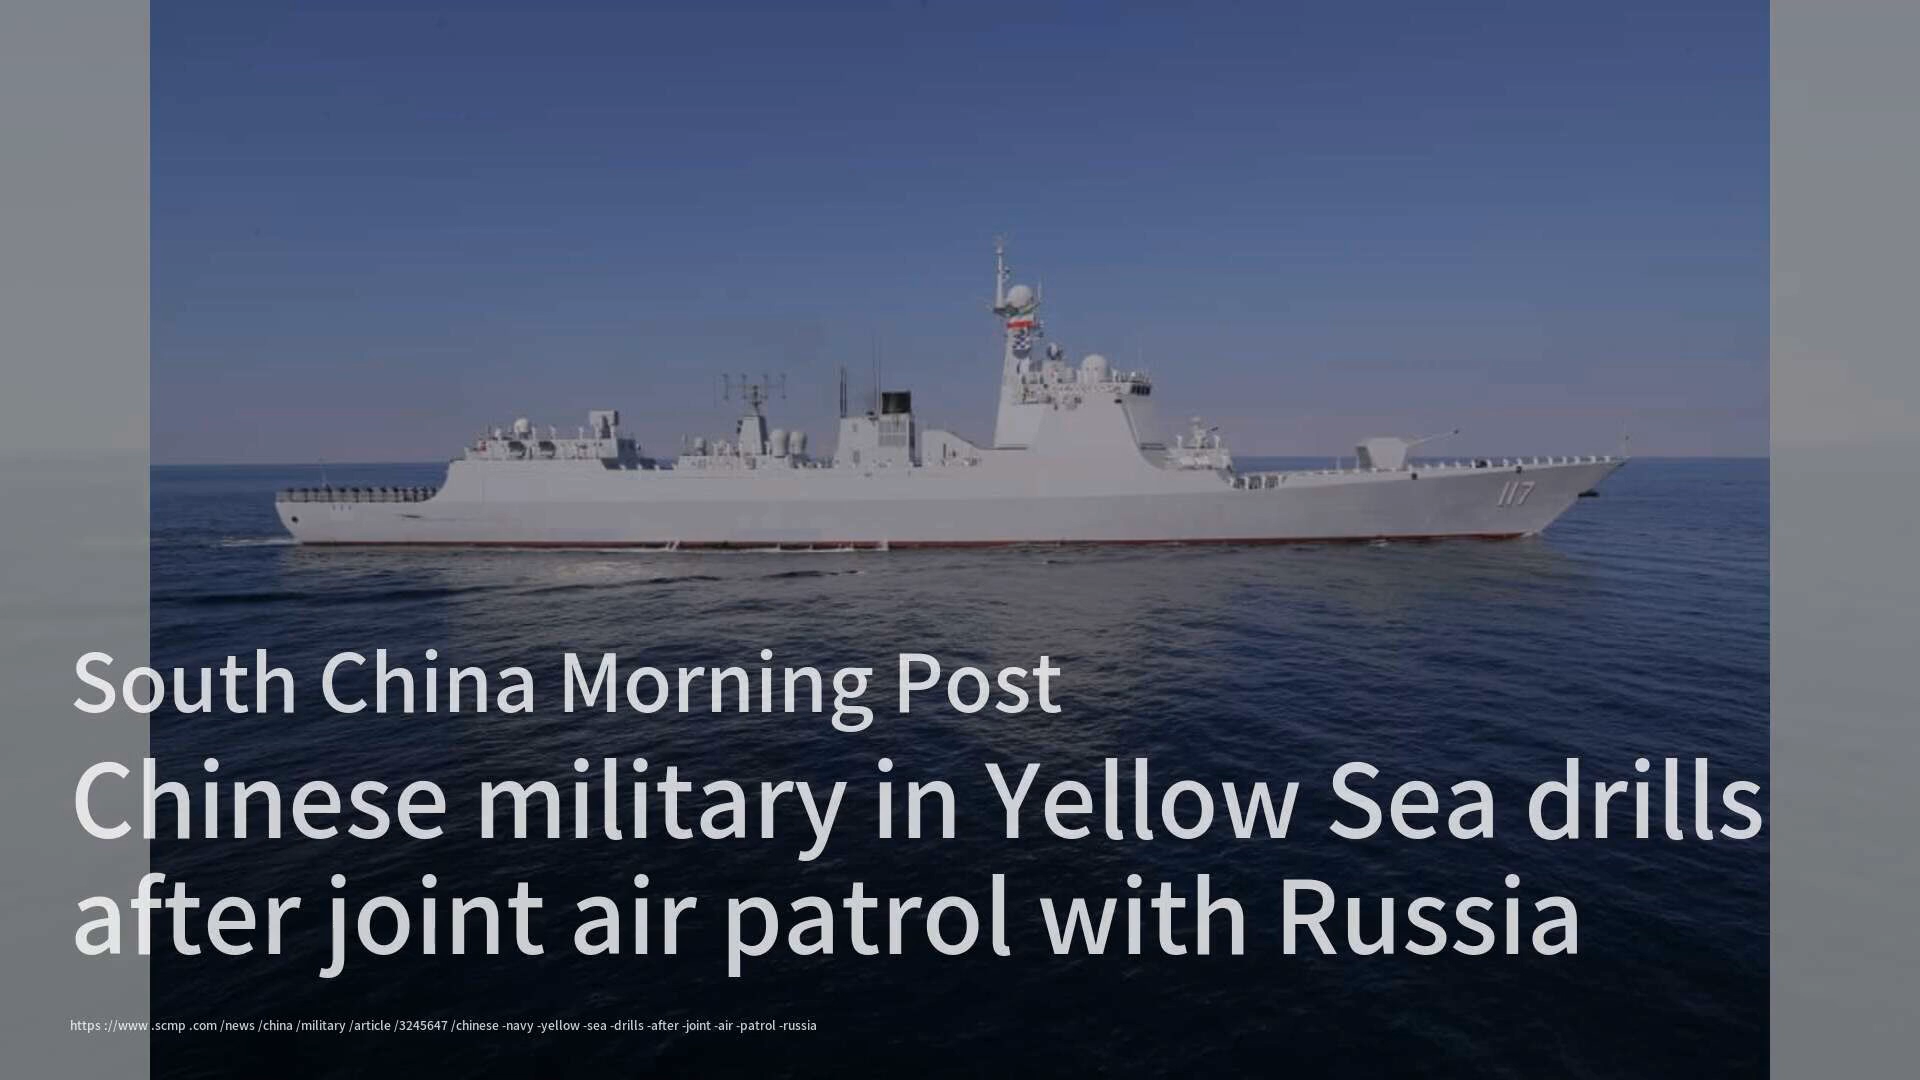 117
South China Morning Post
Chinese military in Yellow Sea drills
after joint air patrol with Russia
https ://www .scmp .com /news /china /military /article /3245647 /chinese -navy -yellow -sea -drills -after -joint -air -patrol -russia